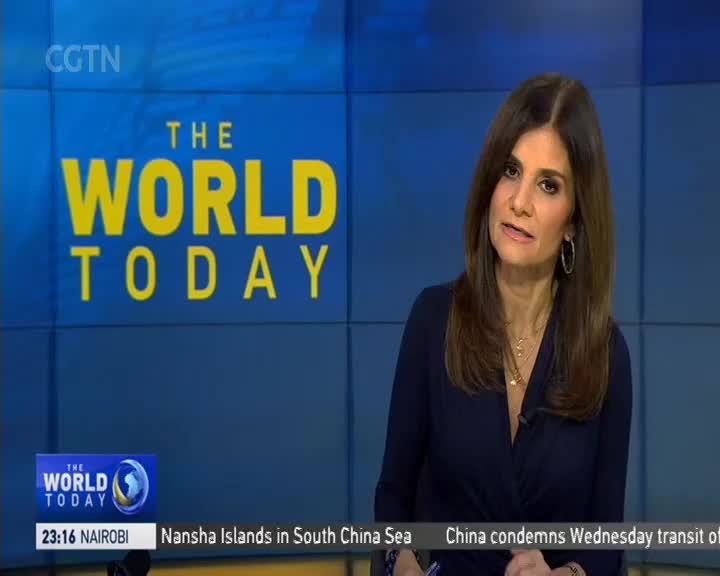 CGTN
THE
WORLD
TODAY
THE
WORLD
TODAY
23:16 NAIROBI
Nansha Islands in South China Sea China condemns Wednesday transit of